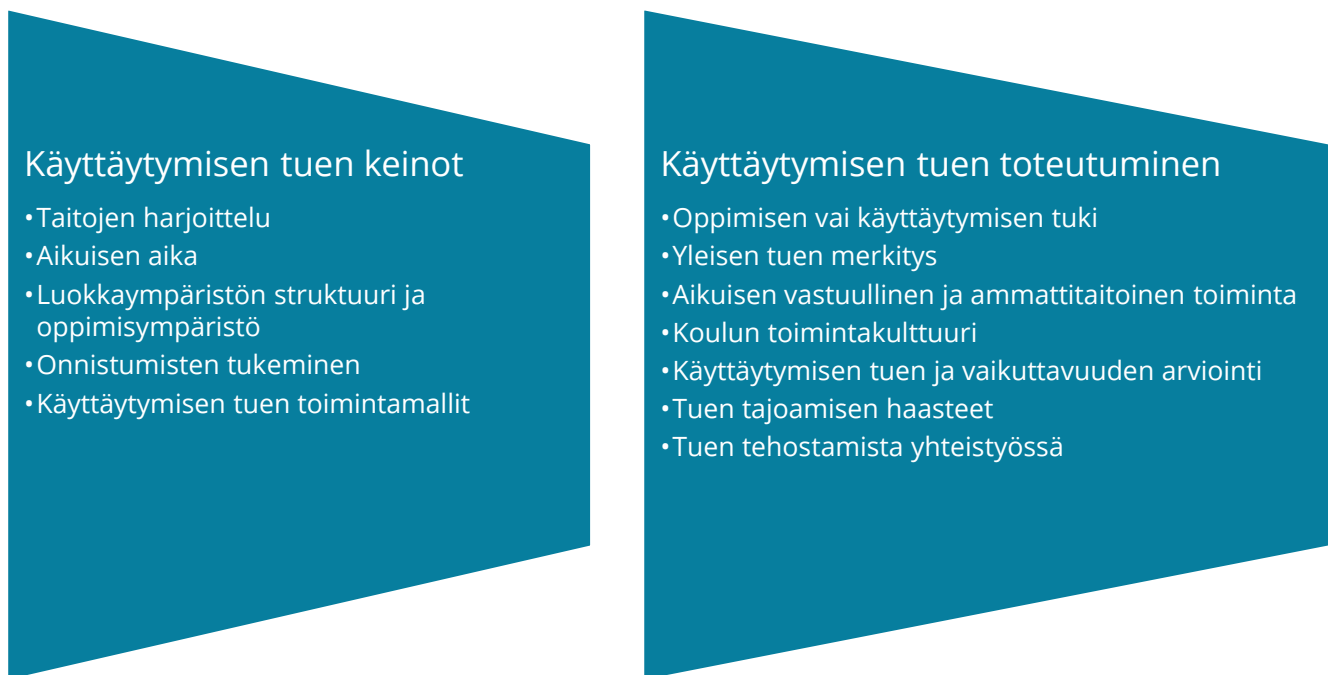 Käyttäytymisen tuen keinot
•Taitojen harjoittelu
•Aikuisen aika
•Luokkaympäristön struktuuri ja
oppimisympäristö
•Onnistumisten tukeminen
•Käyttäytymisen tuen toimintamallit
Käyttäytymisen tuen toteutuminen
•Oppimisen vai käyttäytymisen tuki
•Yleisen tuen merkitys
•Aikuisen vastuullinen ja ammattitaitoinen toiminta
•Koulun toimintakulttuuri
•Käyttäytymisen tuen ja vaikuttavuuden arviointi
•Tuen tajoamisen haasteet
•Tuen tehostamista yhteistyössä